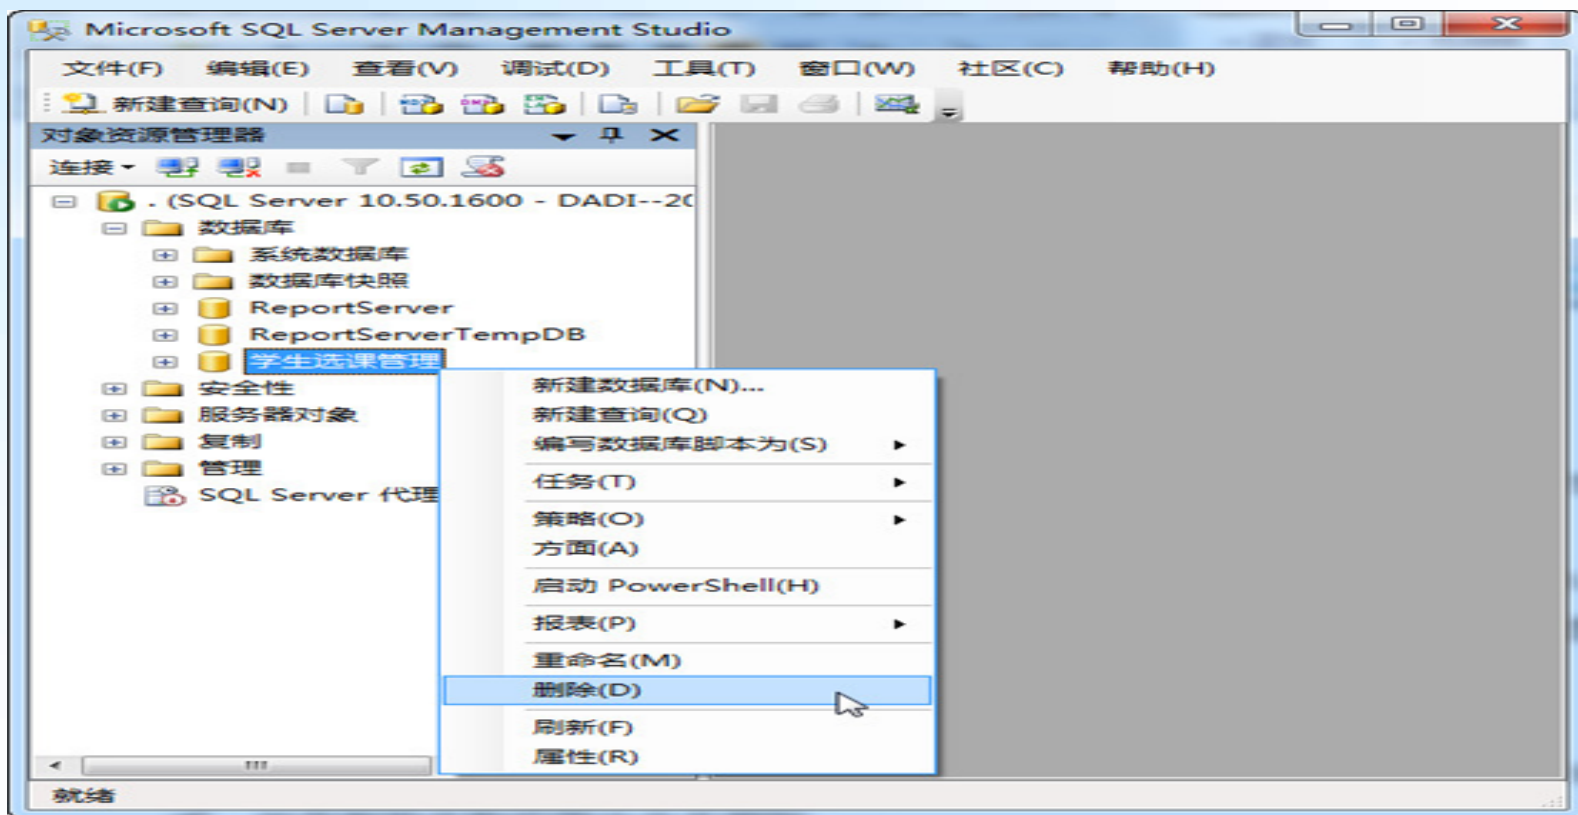 Microsoft SQL Server Management Studio
文件(F) 编辑(E) 查看(V) 调试(D) 工具(T) 窗口(W) 社区(C) 帮助(H)
新建查询(N)
对象资源管理器
连接
. (SQL Server 10.50.1600 - DADI--20
数据库
系统数据库
数据库快照
ReportServer
ReportServerTempDB
学生选课管理
安全性
服务器对象
复制
管理
SQL Server 代理
新建数据库(N)...
新建查询(Q)
编写数据库脚本为(S)
任务(T)
策略(O)
方面(A)
启动 PowerShell(H)
报表(P)
重命名(M)
删除(D)
刷新(F)
属性(R)
就绪